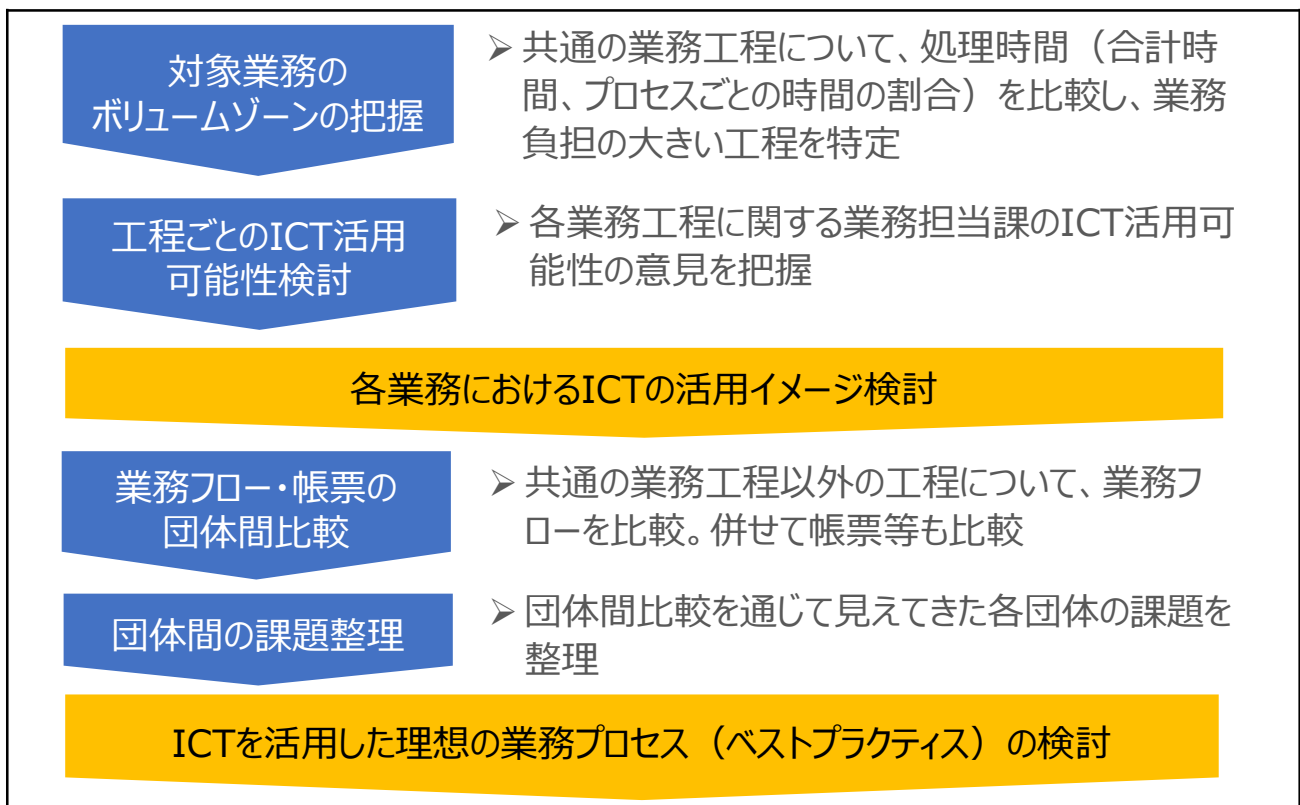 対象業務の
ボリュームゾーンの把握
➢ 共通の業務工程について、処理時間（合計時
間、プロセスごとの時間の割合）を比較し、業務
負担の大きい工程を特定
工程ごとのICT活用
可能性検討
➢ 各業務工程に関する業務担当課のICT活用可
能性の意見を把握
各業務におけるICTの活用イメージ検討
業務フロー・帳票の
団体間比較
➢ 共通の業務工程以外の工程について、業務フ
ローを比較。併せて帳票等も比較
団体間の課題整理
➢ 団体間比較を通じて見えてきた各団体の課題を
整理
ICTを活用した理想の業務プロセス（ベストプラクティス）の検討